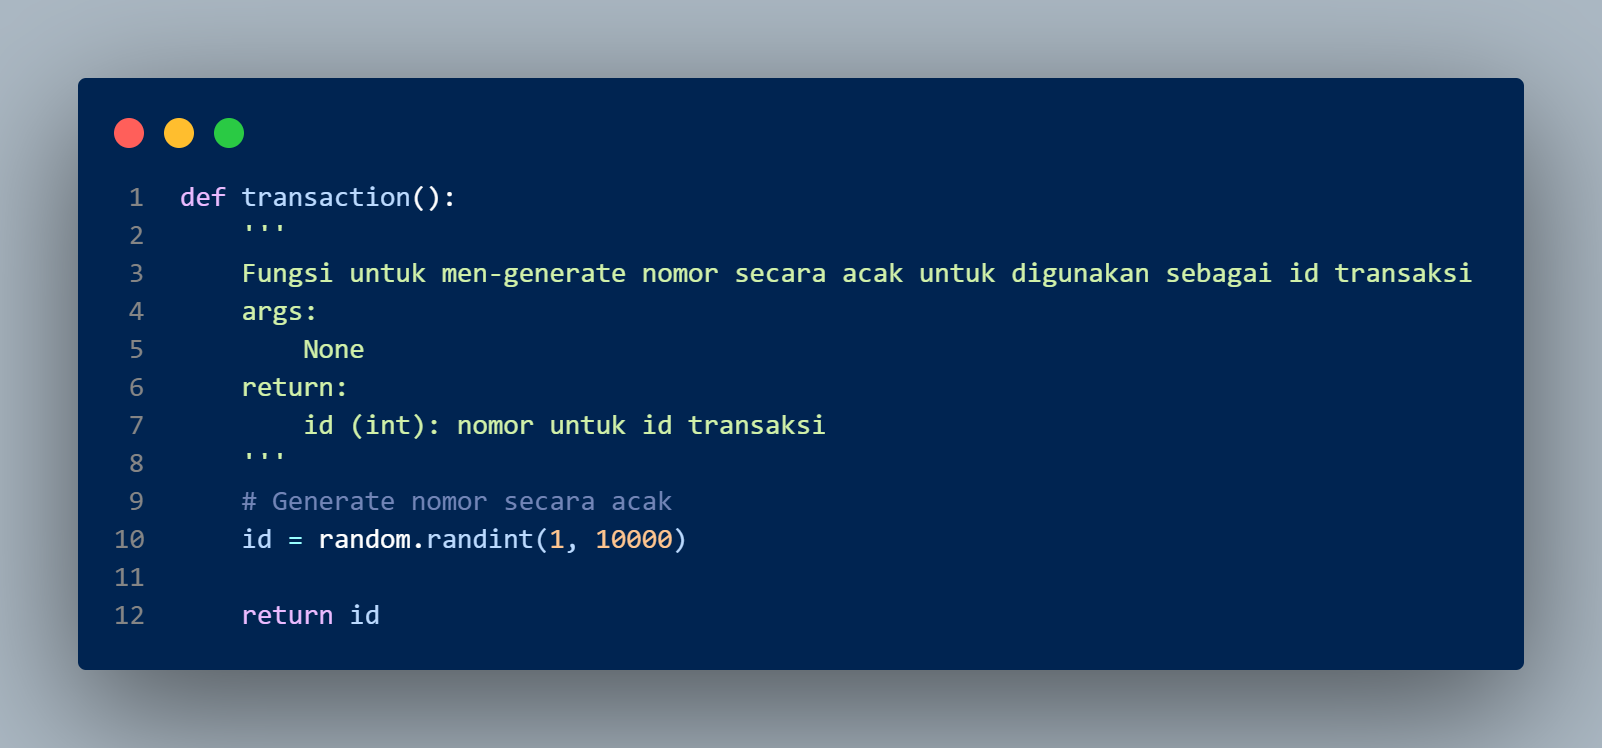 1 def transaction():
2     '''
3     Fungsi untuk men-generate nomor secara acak untuk digunakan sebagai id transaksi
4     args:
5         None
6     return:
7         id (int): nomor untuk id transaksi
8     '''
9     # Generate nomor secara acak
10     id = random.randint(1, 10000)
11
12     return id